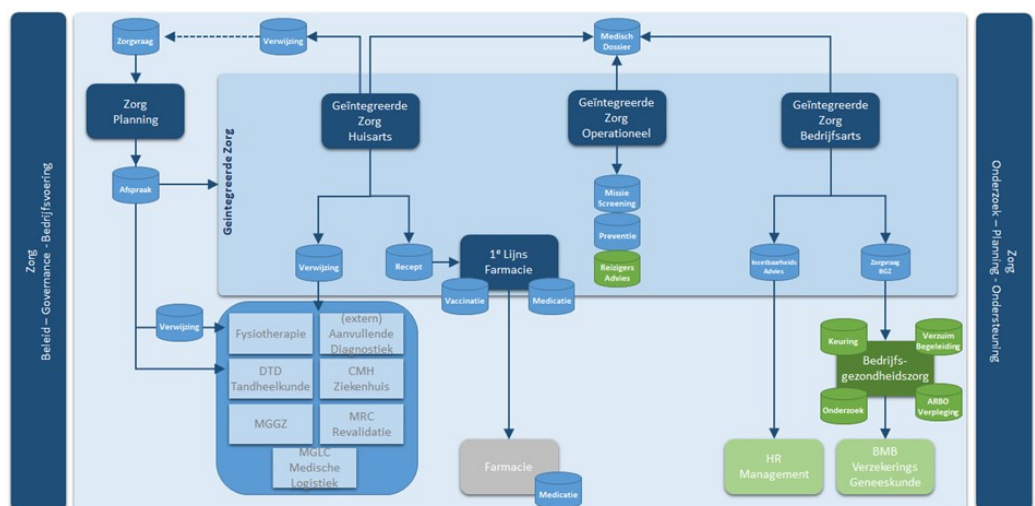 Zorg
Beleid – Governance - Bedrijfsvoering
Zorgvraag
Verwijzing
Medisch
Dossier
Zorg
Planning
Afspraak
Geintegreerde Zorg
Geïntegreerde
Zorg
Huisarts
Geïntegreerde
Zorg
Operationeel
Geïntegreerde
Zorg
Bedrijfsarts
Missie
Screening
Preventie
Reizigers
Advies
Verwijzing
Recept
1e Lijns
Farmacie
Vaccinatie
Medicatie
Inzetbaarheids
Advies
Zorgvraag
BGZ
Verwijzing
Fysiotherapie
(extern)
Aanvullende
Diagnostiek
DTD
Tandheelkunde
CMH
Ziekenhuis
MGGZ
MRC
Revalidatie
MGLC
Medische
Logistiek
Farmacie
Medicatie
Keuring
Verzuim
Begeleiding
Bedrijfs-
gezondheidszorg
Onderzoek
ARBO
Verpleging
HR
Management
BMB
Verzekerings
Geneeskunde
Zorg
Onderzoek – Planning - Ondersteuning